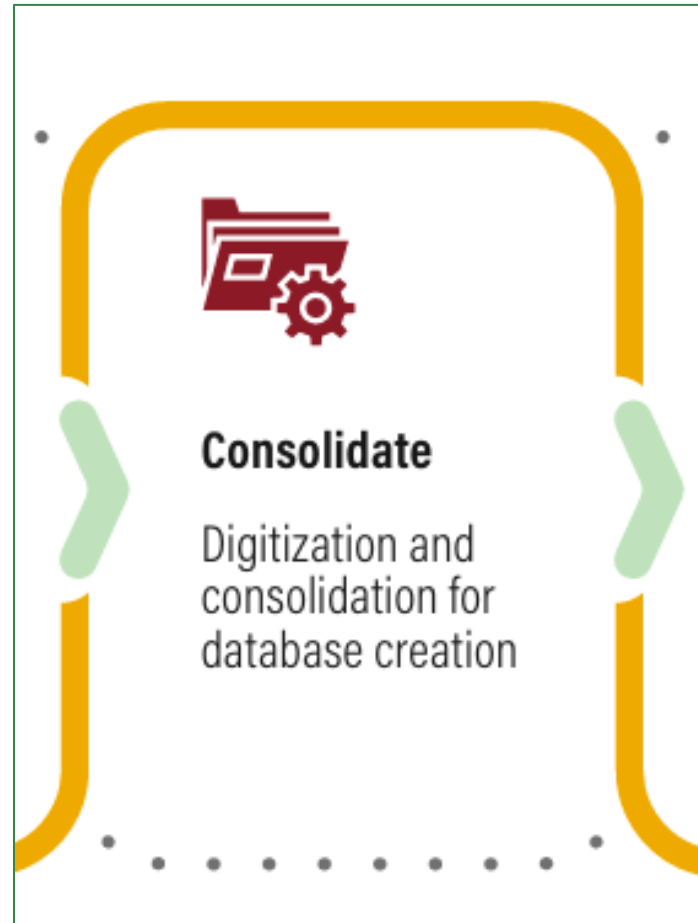 Consolidate
Digitization and
consolidation for
database creation